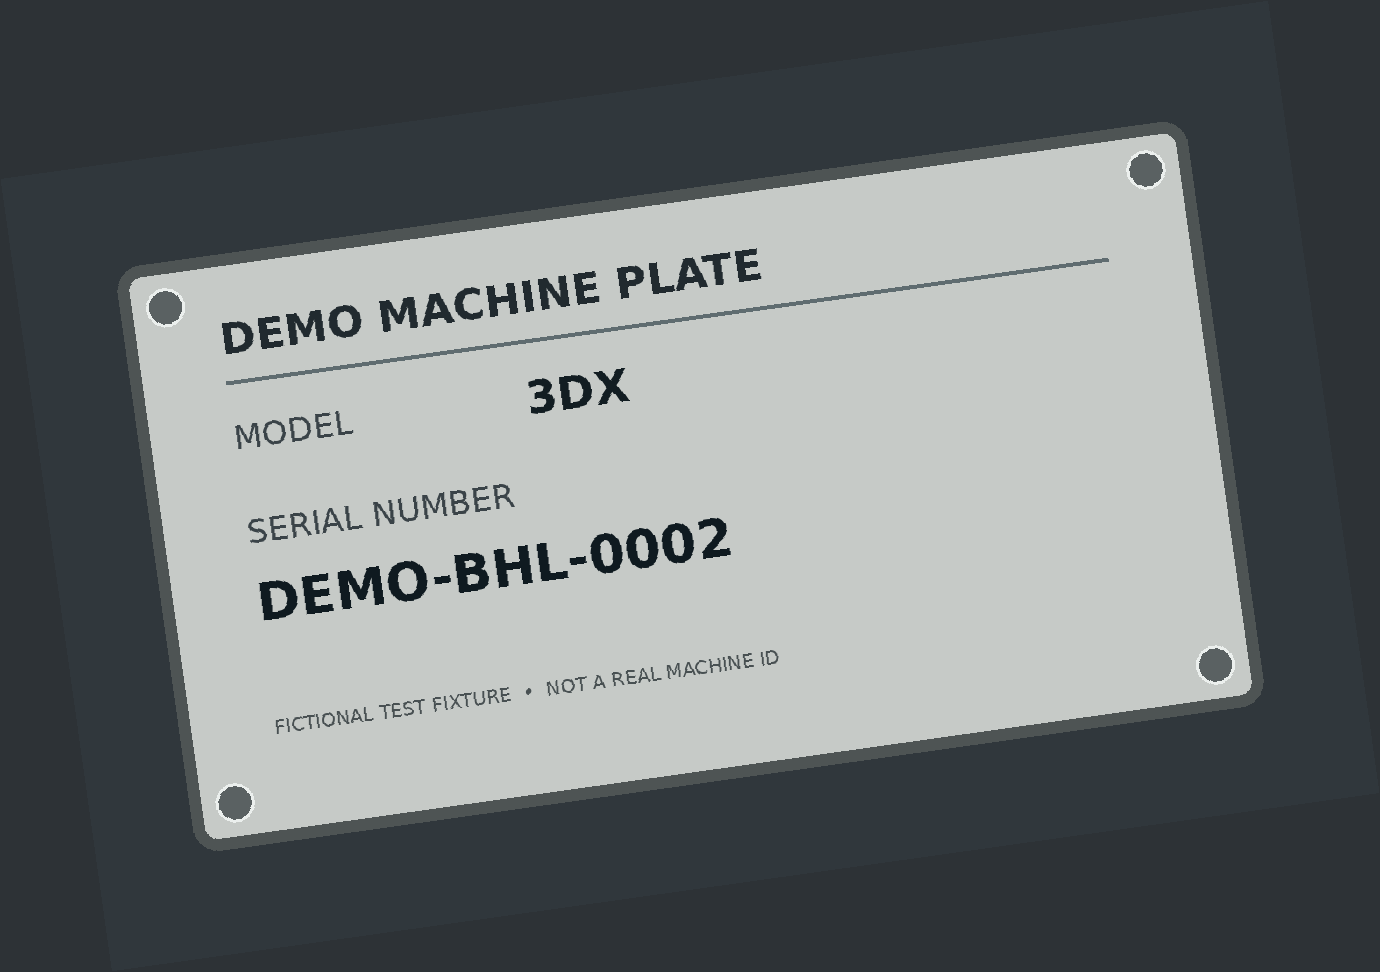 DEMO MACHINE PLATE
MODEL 3DX
SERIAL NUMBER
DEMO-BHL-0002
FICTIONAL TEST FIXTURE • NOT A REAL MACHINE ID